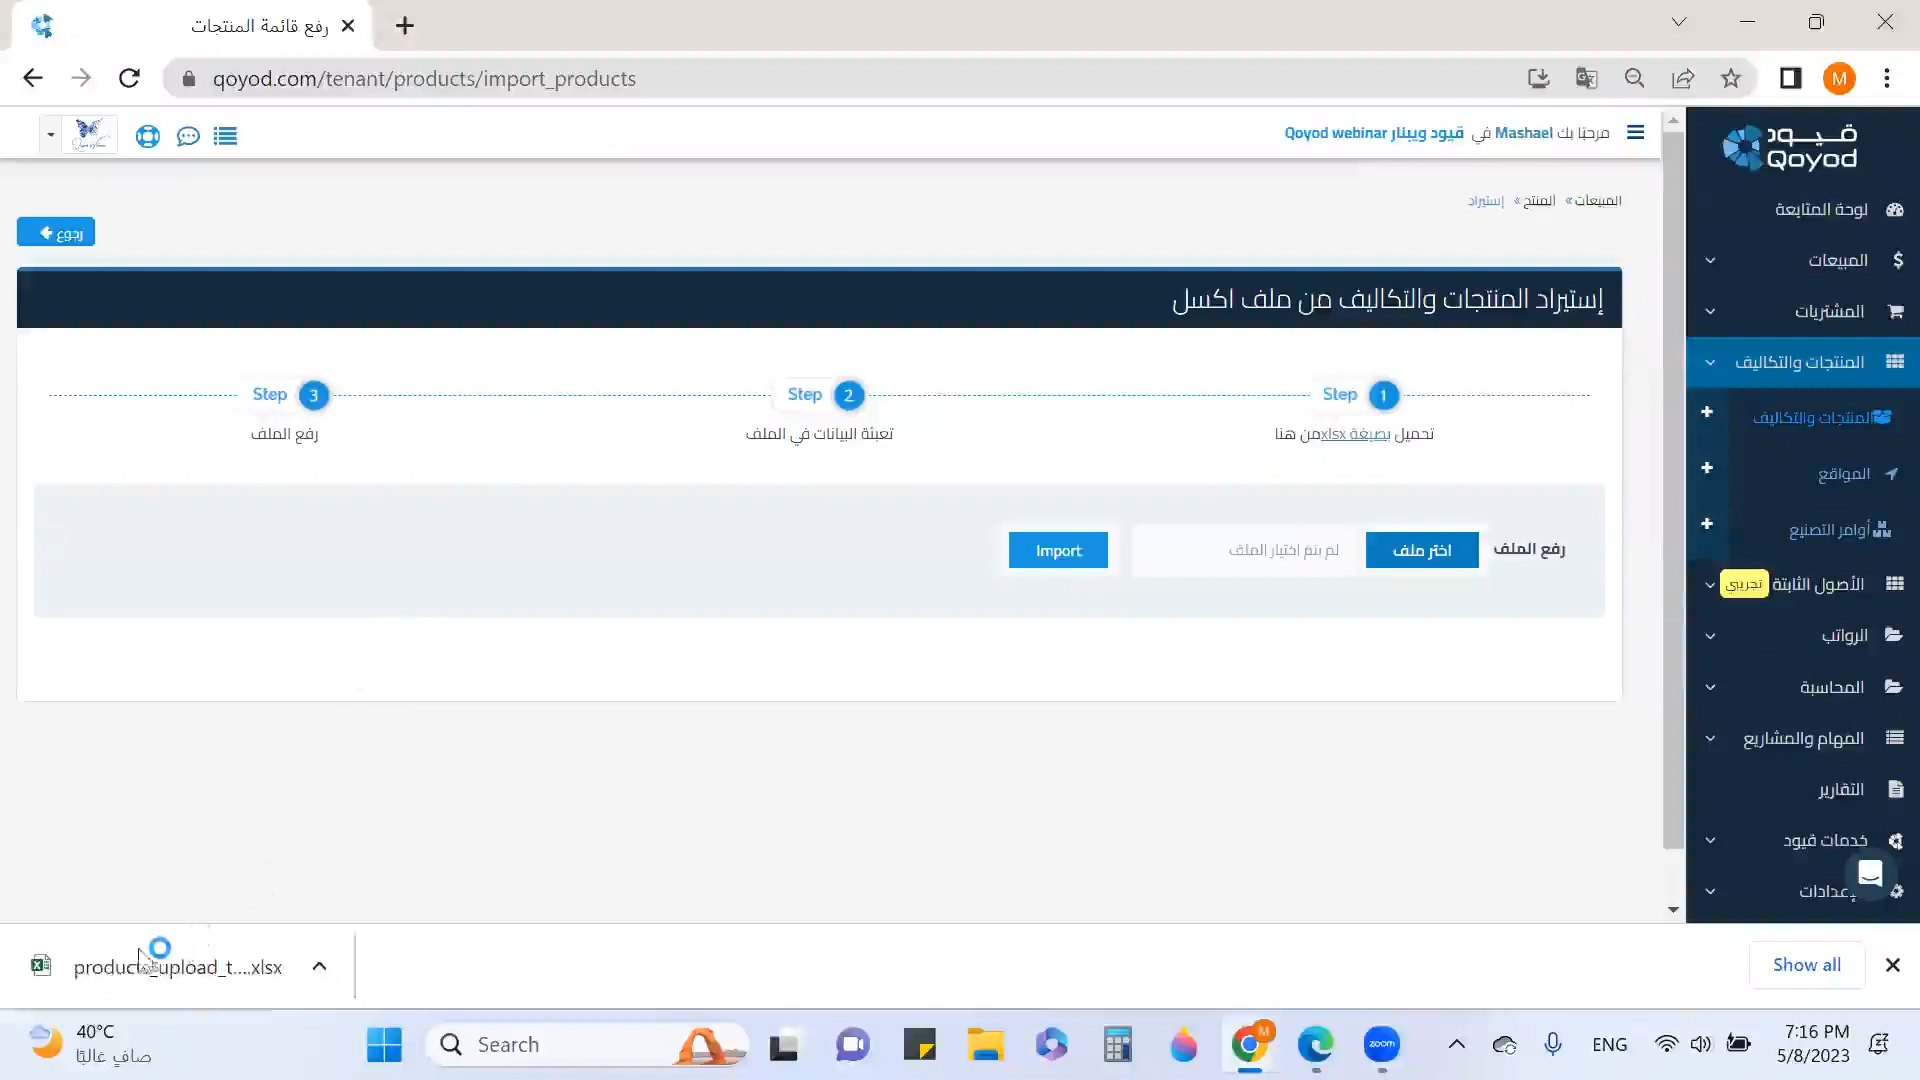 رفع قائمة المنتجات
qoyod.com/tenant/products/import_products
M
مرحبًا بك Mashael في قيود ويبنار Qoyod webinar
قيود
Qoyod
المبيعات » المنتج » إستيراد
رجوع
إستيراد المنتجات والتكاليف من ملف اكسل
1 Step
تحميل بصيغة xlsx من هنا
2 Step
تعبئة البيانات في الملف
3 Step
رفع الملف
رفع الملف
اختر ملف
لم يتم اختيار الملف
Import
لوحة المتابعة
المبيعات
المشتريات
المنتجات والتكاليف
المنتجات والتكاليف
المواقع
أوامر التصنيع
الأصول الثابتة تجريبي
الرواتب
المحاسبة
المهام والمشاريع
التقارير
خدمات قيود
إعدادات
products_upload_t....xlsx
Show all
40°C
صافٍ غالبًا
Search
M
zoom
ENG
7:16 PM
5/8/2023